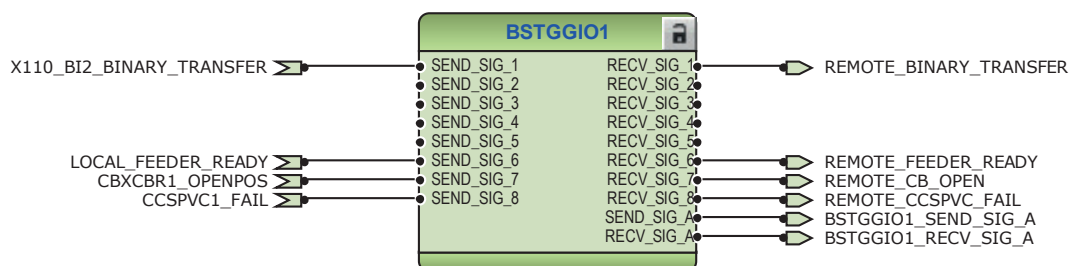 BSTGGIO1
X110_BI2_BINARY_TRANSFER SEND_SIG_1 RECV_SIG_1 REMOTE_BINARY_TRANSFER
SEND_SIG_2 RECV_SIG_2
SEND_SIG_3 RECV_SIG_3
SEND_SIG_4 RECV_SIG_4
SEND_SIG_5 RECV_SIG_5
LOCAL_FEEDER_READY SEND_SIG_6 RECV_SIG_6 REMOTE_FEEDER_READY
CBXCBR1_OPENPOS SEND_SIG_7 RECV_SIG_7 REMOTE_CB_OPEN
CCSPVC1_FAIL SEND_SIG_8 RECV_SIG_8 REMOTE_CCSPVC_FAIL
SEND_SIG_A BSTGGIO1_SEND_SIG_A
RECV_SIG_A BSTGGIO1_RECV_SIG_A